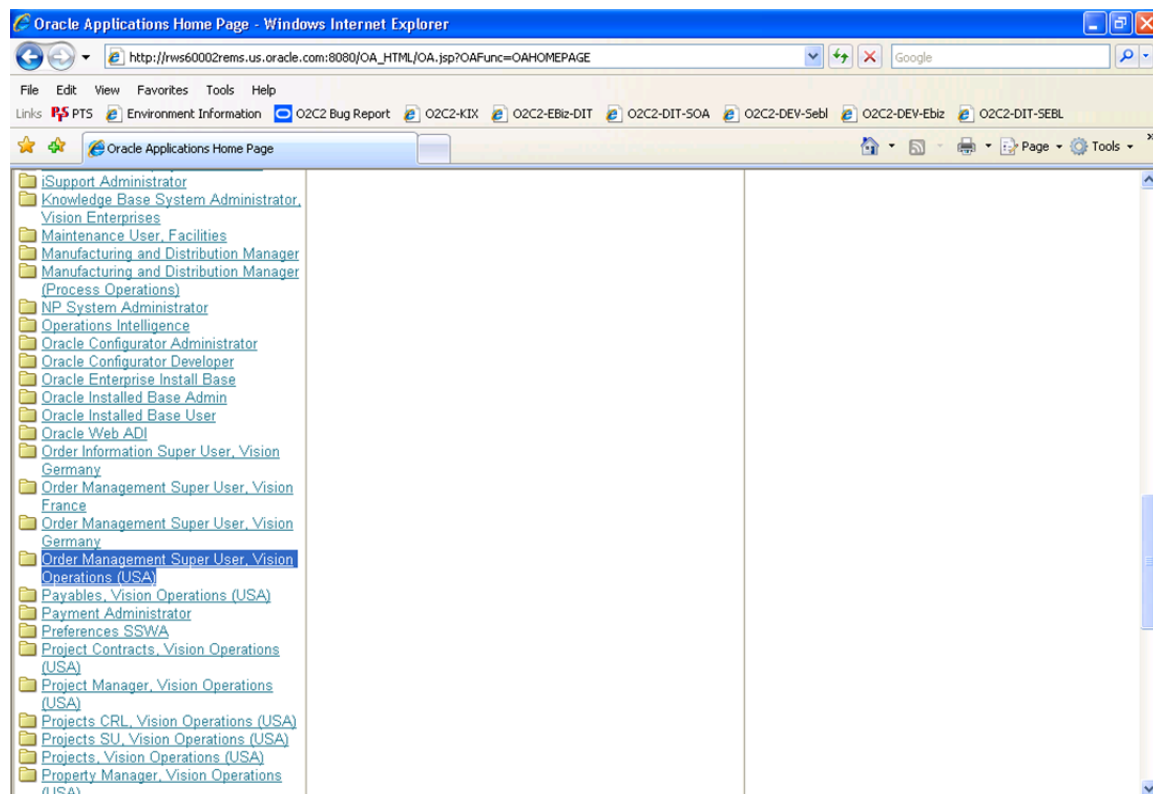 Oracle Applications Home Page - Windows Internet Explorer
http://rws60002rems.us.oracle.com:8080/OA_HTML/OA.jsp?OAFunc=OAHOMEPAGE
Google
File Edit View Favorites Tools Help
Links PTS Environment Information O2C2 Bug Report O2C2-KIX O2C2-EBiz-DIT O2C2-DIT-SOA O2C2-DEV-Sebl O2C2-DEV-Ebiz O2C2-DIT-SEBL
Oracle Applications Home Page Page Tools
iSupport Administrator
Knowledge Base System Administrator,
Vision Enterprises
Maintenance User, Facilities
Manufacturing and Distribution Manager
Manufacturing and Distribution Manager
(Process Operations)
NP System Administrator
Operations Intelligence
Oracle Configurator Administrator
Oracle Configurator Developer
Oracle Enterprise Install Base
Oracle Installed Base Admin
Oracle Installed Base User
Oracle Web ADI
Order Information Super User, Vision
Germany
Order Management Super User, Vision
France
Order Management Super User, Vision
Germany
Order Management Super User, Vision
Operations (USA)
Payables, Vision Operations (USA)
Payment Administrator
Preferences SSWA
Project Contracts, Vision Operations
(USA)
Project Manager, Vision Operations
(USA)
Projects CRL, Vision Operations (USA)
Projects SU, Vision Operations (USA)
Projects, Vision Operations (USA)
Property Manager, Vision Operations
(USA)